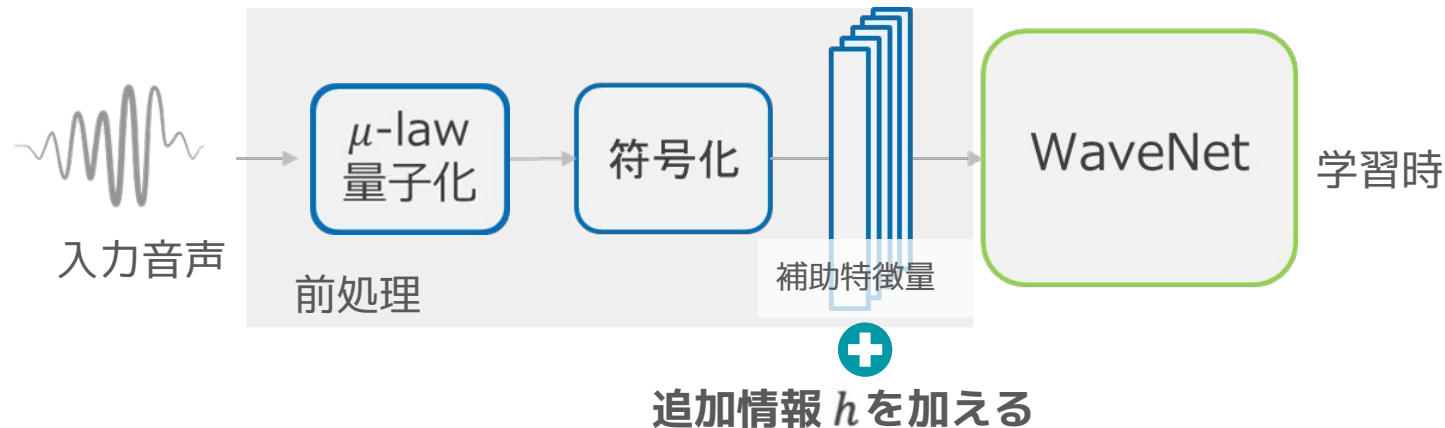 入力音声
μ-law
量子化
符号化
前処理
補助特徴量
WaveNet
学習時
追加情報 h を加える